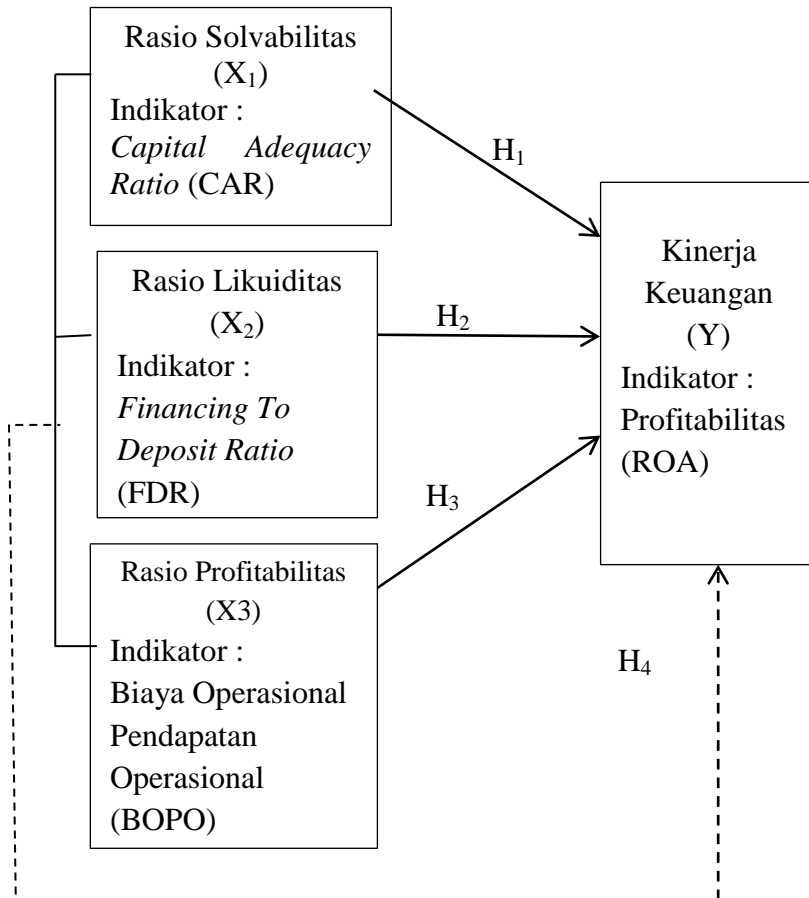 Rasio Solvabilitas
(X₁)
Indikator :
Capital Adequacy
Ratio (CAR)
H₁
Rasio Likuiditas
(X₂)
Indikator :
Financing To
Deposit Ratio
(FDR)
H₂
Rasio Profitabilitas
(X3)
Indikator :
Biaya Operasional
Pendapatan
Operasional
(BOPO)
H₃
Kinerja
Keuangan
(Y)
Indikator :
Profitabilitas
(ROA)
H₄